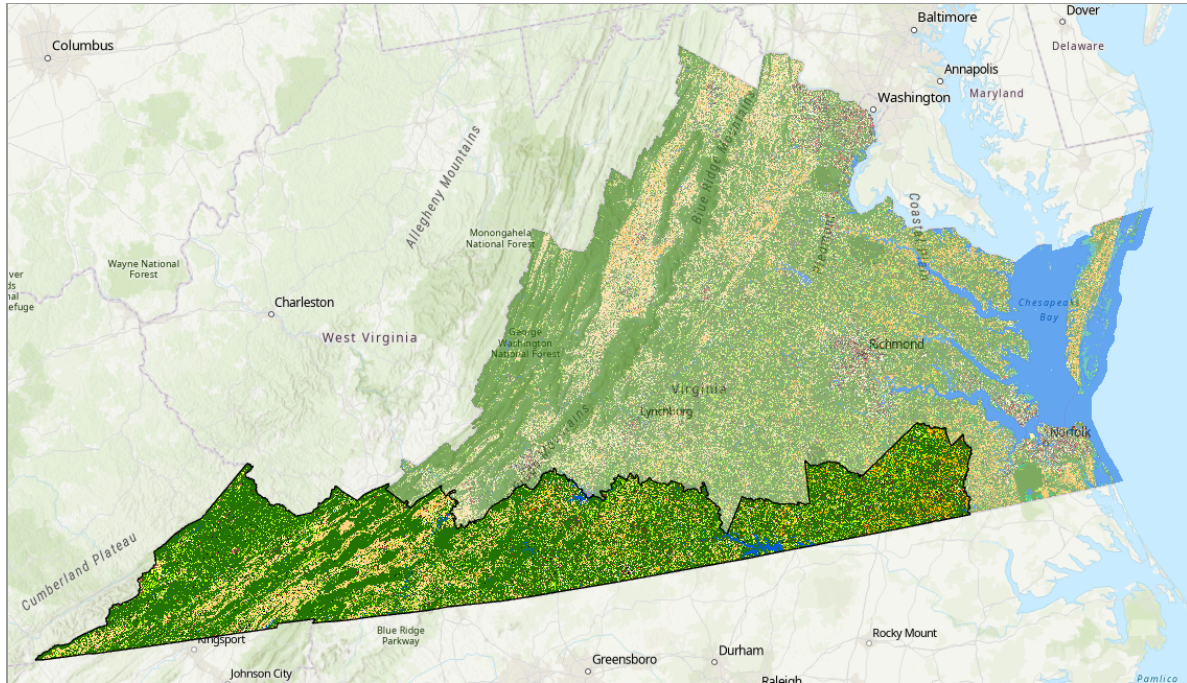 Columbus
Baltimore
Dover
Delaware
Annapolis
Maryland
Washington
Allegheny Mountains
Blue Ridge Mountains
Piedmont
Coastal Plain
Monongahela
National Forest
Wayne National
Forest
Charleston
West Virginia
George
Washington
National Forest
Chesapeake
Bay
Richmond
Virginia
Lynchburg
Norfolk
Cumberland Plateau
Kingsport
Johnson City
Blue Ridge
Parkway
Greensboro
Durham
Raleigh
Rocky Mount
Pamlico